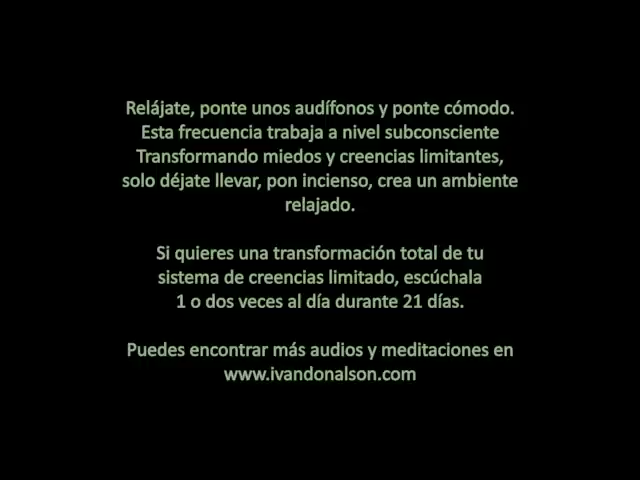 Relájate, ponte unos audífonos y ponte cómodo.
Esta frecuencia trabaja a nivel subconsciente
Transformando miedos y creencias limitantes,
solo déjate llevar, pon incienso, crea un ambiente
relajado.
Si quieres una transformación total de tu
sistema de creencias limitado, escúchala
1 o dos veces al día durante 21 días.
Puedes encontrar más audios y meditaciones en
www.ivandonalson.com